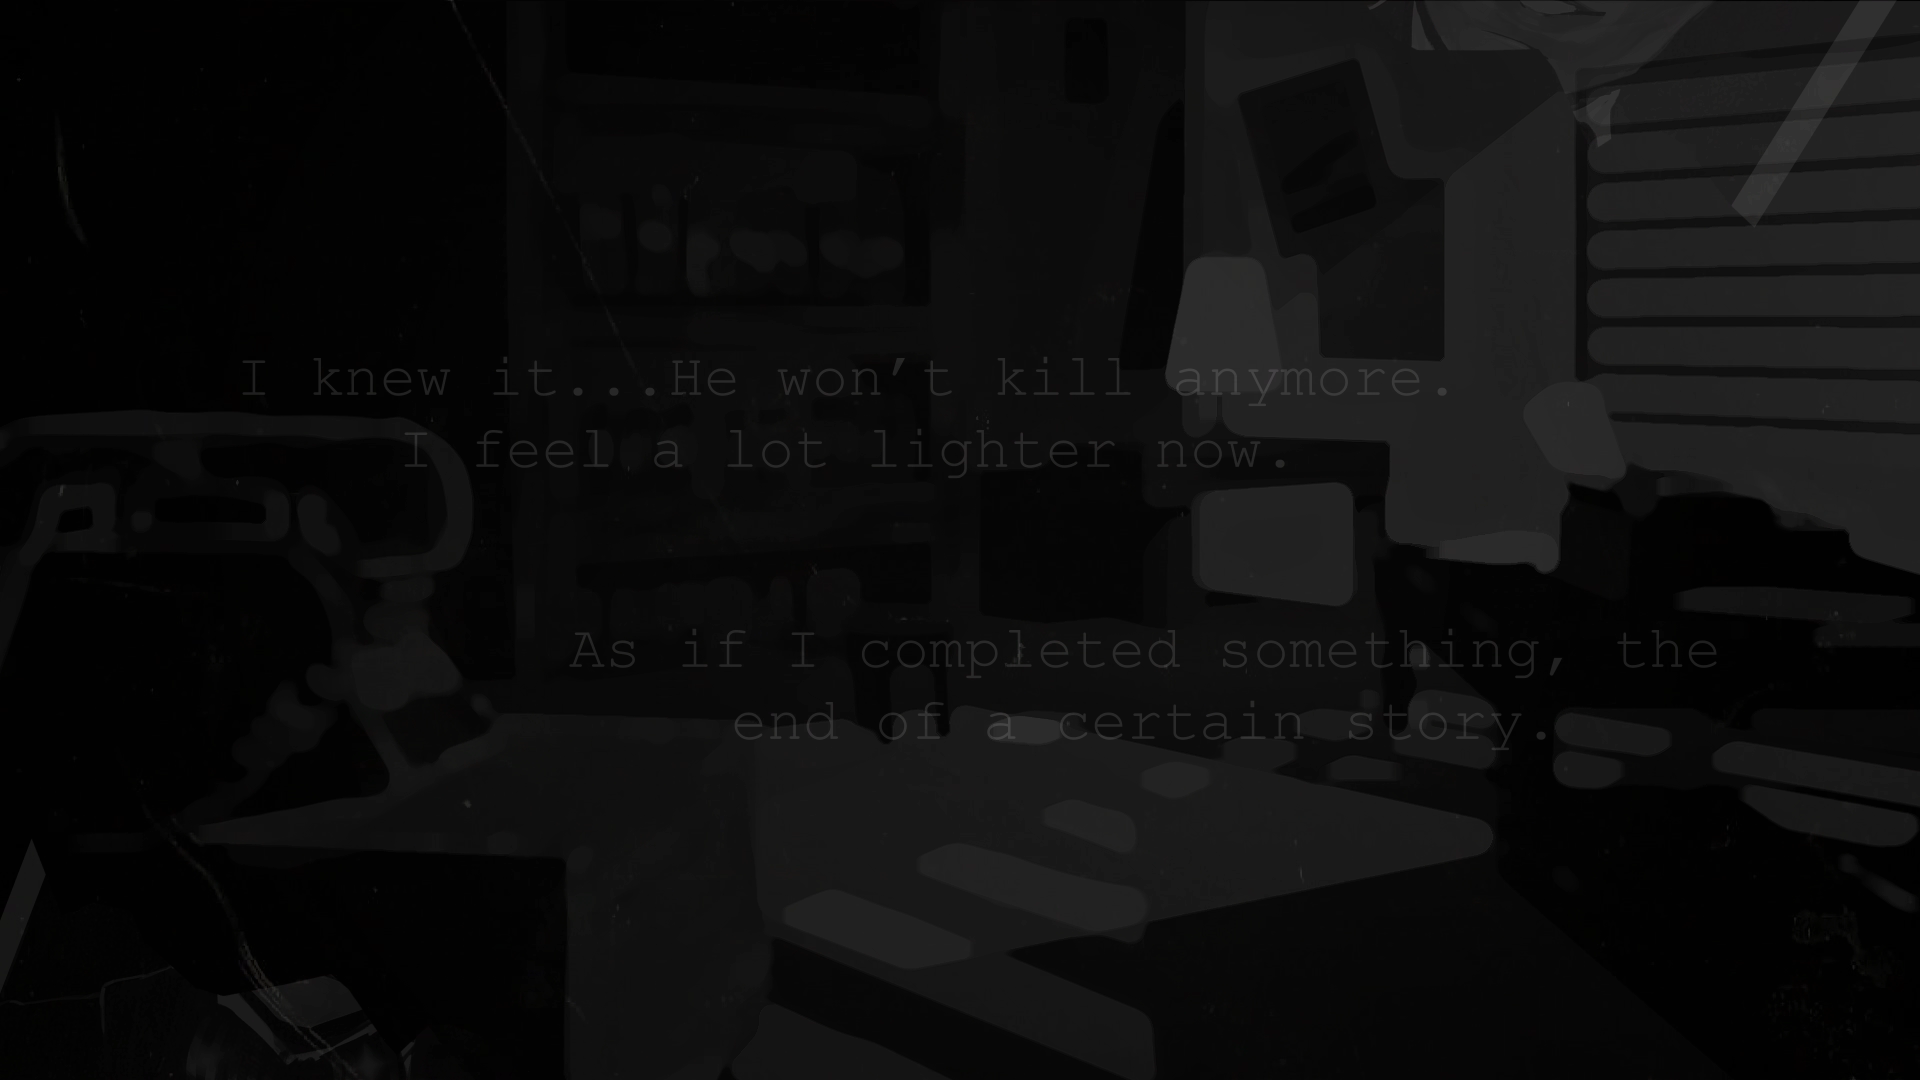 I knew it...He won’t kill anymore.
I feel a lot lighter now.
As if I completed something, the
end of a certain story.